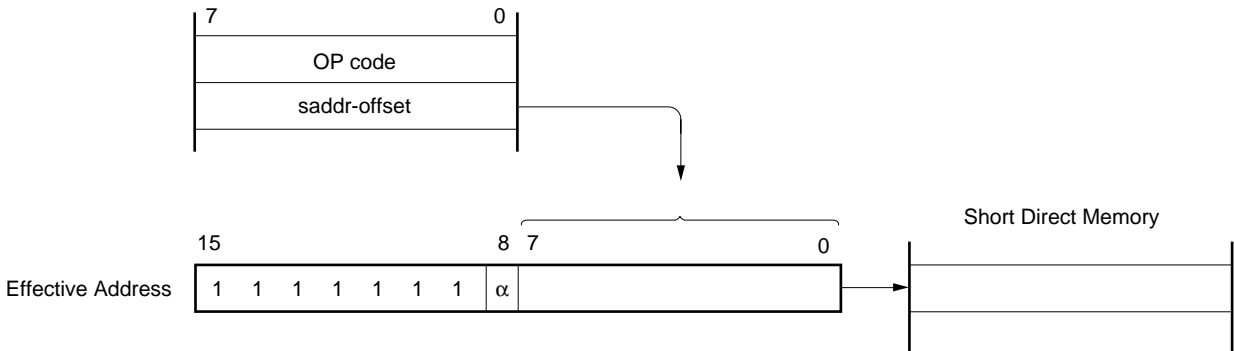 7 0
OP code
saddr-offset
Short Direct Memory
15 8 7 0
Effective Address 1 1 1 1 1 1 1 α